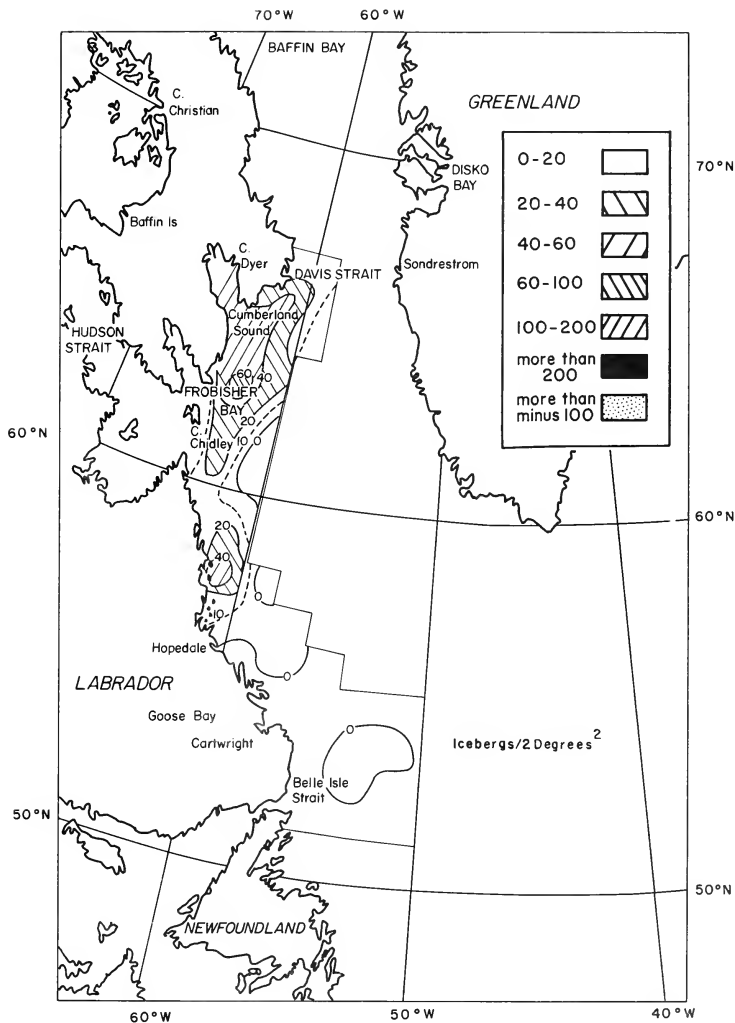 70°W 60°W
BAFFIN BAY
C.
Christian
GREENLAND
0-20
20-40
40-60
60-100
100-200
more than
200
more than
minus 100
70°N
DISKO
BAY
Baffin Is
C.
Dyer
DAVIS STRAIT
Sondrestrom
Cumberland
Sound
HUDSON
STRAIT
60 40
FROBISHER
BAY
20
C.
Chidley
10 0
60°N
60°N
20
40
0
10
Hopedale
0
LABRADOR
Goose Bay
Cartwright
0
Icebergs/2 Degrees²
Belle Isle
Strait
50°N
50°N
NEWFOUNDLAND
60°W
50°W
40°W